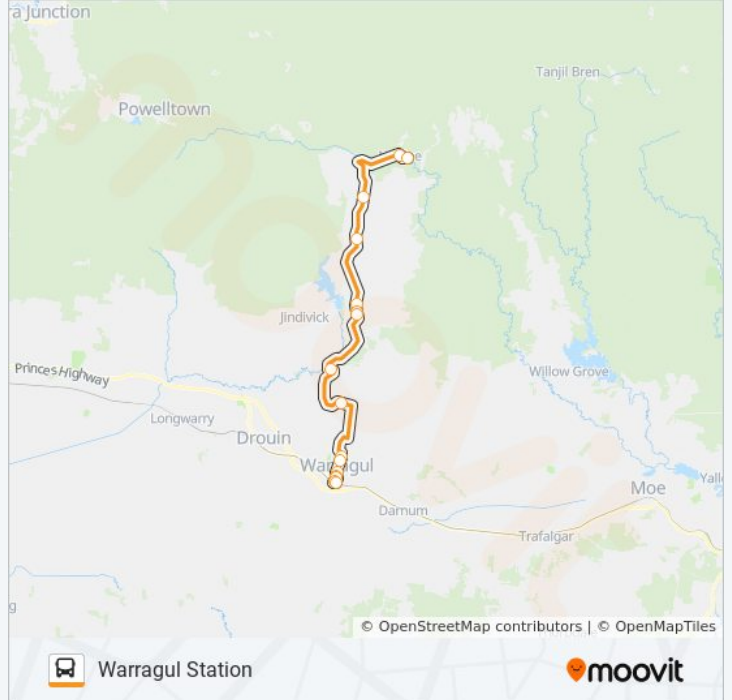 a Junction
Tanjil Bren
Powelltown
e
Jindivick
Princes Highway
Willow Grove
Longwarry
Drouin
Warragul
Yall
Moe
Darnum
Trafalgar
g
© OpenStreetMap contributors | © OpenMapTiles
Warragul Station
moovit